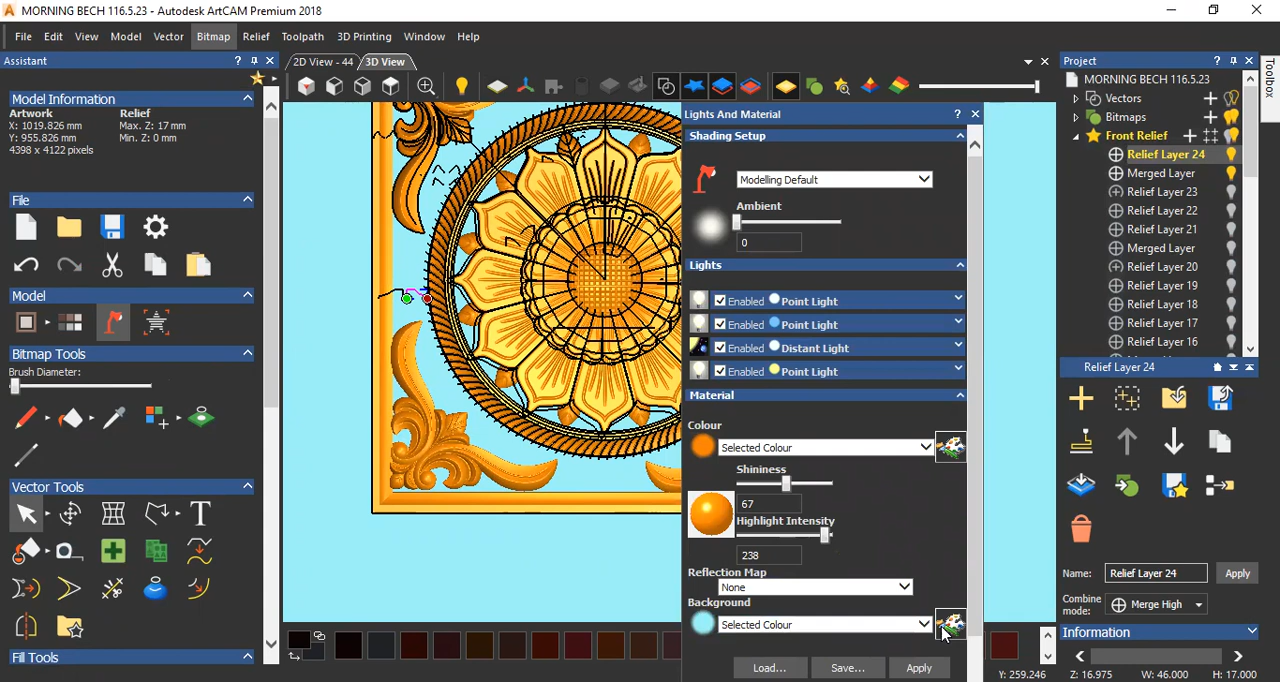 MORNING BECH 116.5.23 - Autodesk ArtCAM Premium 2018
File Edit View Model Vector Bitmap Relief Toolpath 3D Printing Window Help
Assistant
Model Information
Artwork Relief
X: 1019.826 mm Max. Z: 17 mm
Y: 955.826 mm Min. Z: 0 mm
4398 x 4122 pixels
File
Model
Bitmap Tools
Brush Diameter:
Vector Tools
Fill Tools
2D View - 44 3D View
Lights And Material
Shading Setup
Modelling Default
Ambient
0
Lights
Enabled Point Light
Enabled Point Light
Enabled Distant Light
Enabled Point Light
Material
Colour
Selected Colour
Shininess
67
Highlight Intensity
238
Reflection Map
None
Background
Selected Colour
Load... Save... Apply
Project
Toolbox
MORNING BECH 116.5.23
Vectors
Bitmaps
Front Relief
Relief Layer 24
Merged Layer
Relief Layer 23
Relief Layer 22
Relief Layer 21
Merged Layer
Relief Layer 20
Relief Layer 19
Relief Layer 18
Relief Layer 17
Relief Layer 16
Relief Layer 24
Name: Relief Layer 24 Apply
Combine mode: Merge High
Information
Y: 259.246 Z: 16.975 W: 46.000 H: 17.000